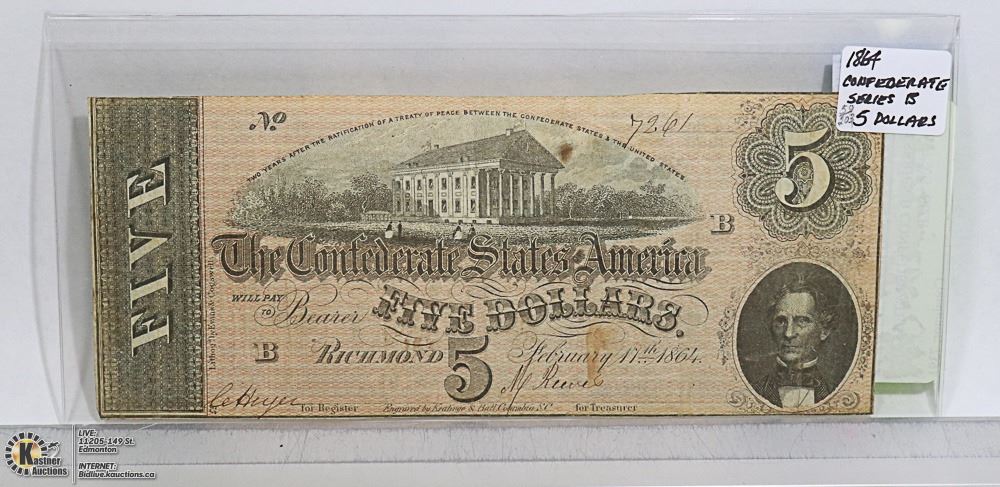 1864
CONFEDERATE
SERIES B
5 DOLLARS
FIVE
No
7261
TWO YEARS AFTER THE RATIFICATION OF A TREATY OF PEACE BETWEEN THE CONFEDERATE STATES & THE UNITED STATES
5
B
The Confederate States of America
WILL PAY
TO Bearer FIVE DOLLARS.
B
RICHMOND 5 February 17th 1864.
for Register
Engraved by Keatinge & Ball, Columbia, S.C.
for Treasurer
Kastner
Auctions
LIVE:
11205-149 St.
Edmonton
INTERNET:
Bidlive.kauctions.ca